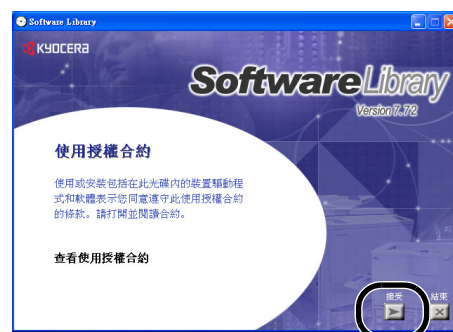 Software Library
KYOCERA
Software Library
Version 7.72
使用授權合約
使用或安裝包括在此光碟內的裝置驅動程
式和軟體表示您同意遵守此使用授權合約
的條款。請打開並閱讀合約。
查看使用授權合約
接受 結束